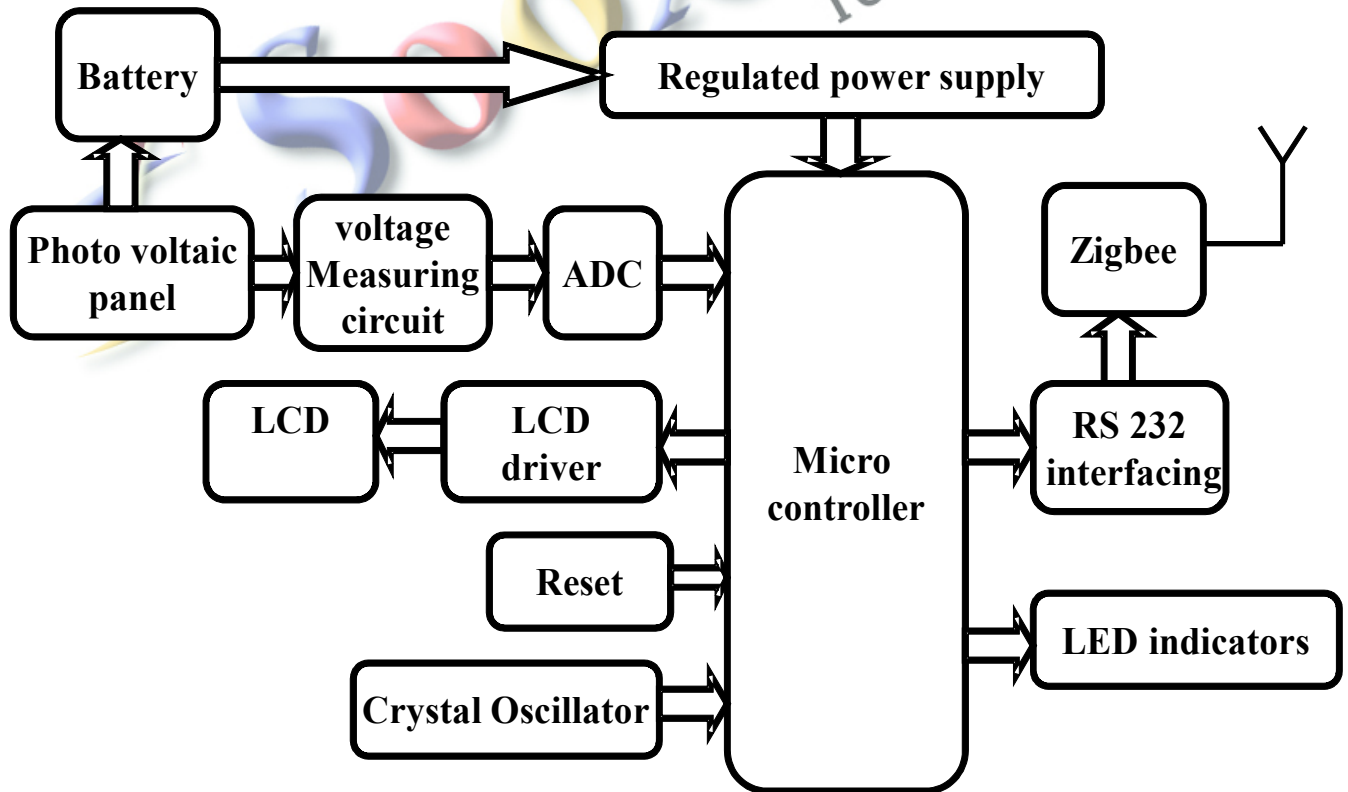 Battery
Regulated power supply
Photo voltaic
panel
voltage
Measuring
circuit
ADC
Zigbee
LCD
LCD
driver
Micro
controller
RS 232
interfacing
Reset
LED indicators
Crystal Oscillator